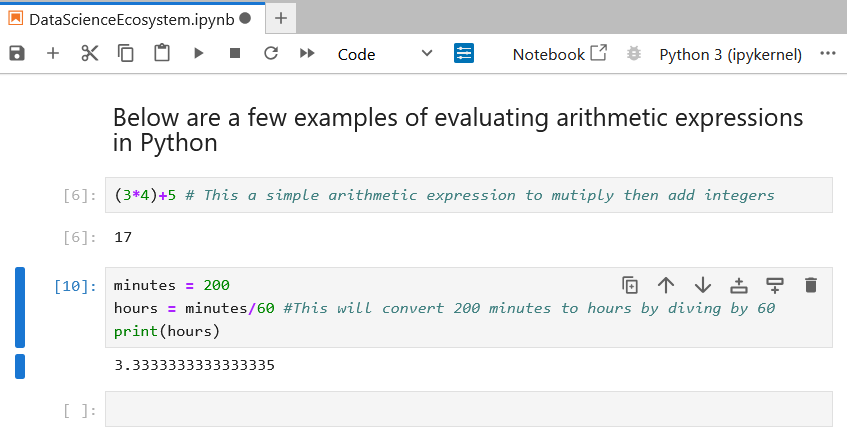 DataScienceEcosystem.ipynb
Code Notebook Python 3 (ipykernel)
Below are a few examples of evaluating arithmetic expressions
in Python
[6]: (3*4)+5 # This a simple arithmetic expression to mutiply then add integers
[6]: 17
[10]: minutes = 200
hours = minutes/60 #This will convert 200 minutes to hours by diving by 60
print(hours)
3.3333333333333335
[ ]: